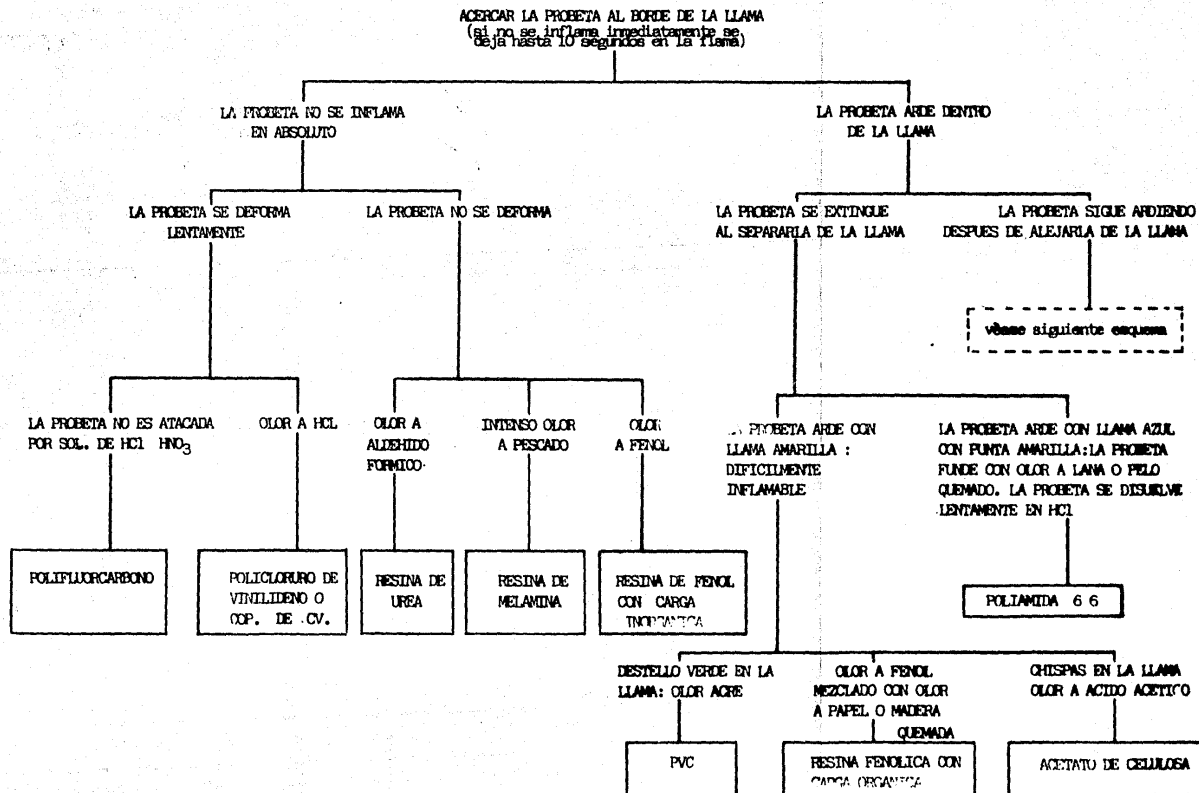 ACERCAR LA PROBETA AL BORDE DE LA LLAMA
(si no se inflama inmediatamente se
deja hasta 10 segundos en la flama)
LA PROBETA NO SE INFLAMA
EN ABSOLUTO
LA PROBETA ARDE DENTRO
DE LA LLAMA
LA PROBETA SE DEFORMA
LENTAMENTE
LA PROBETA NO SE DEFORMA
LA PROBETA SE EXTINGUE
AL SEPARARLA DE LA LLAMA
LA PROBETA SIGUE ARDIENDO
DESPUES DE ALEJARLA DE LA LLAMA
vèase siguiente esquema
LA PROBETA NO ES ATACADA
POR SOL. DE HCl HNO3
OLOR A HCL
OLOR A
ALDEHIDO
FORMICO
INTENSO OLOR
A PESCADO
OLOR
A FENOL
LA PROBETA ARDE CON
LLAMA AMARILLA :
DIFICILMENTE
INFLAMABLE
LA PROBETA ARDE CON LLAMA AZUL
CON PUNTA AMARILLA:LA PROBETA
FUNDE CON OLOR A LANA O PELO
QUEMADO. LA PROBETA SE DISUELVE
LENTAMENTE EN HCl
POLIFLUORCARBONO
POLICLORURO DE
VINILIDENO O
COP. DE CV.
RESINA DE
UREA
RESINA DE
MELAMINA
RESINA DE FENOL
CON CARGA
INORGANICA
POLIAMIDA 6 6
DESTELLO VERDE EN LA
LLAMA: OLOR ACRE
OLOR A FENOL
MEZCLADO CON OLOR
A PAPEL O MADERA
QUEMADA
CHISPAS EN LA LLAMA
OLOR A ACIDO ACETICO
PVC
RESINA FENOLICA CON
CARGA ORGANICA
ACETATO DE CELULOSA